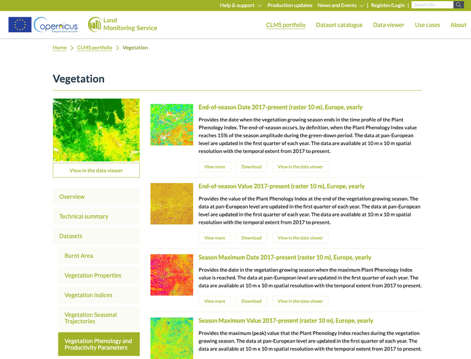 Help & support Production updates News and Events | Register/Login | Search Site
Copernicus
Land
Monitoring Service
CLMS portfolio Dataset catalogue Data viewer Use cases About
Home > CLMS portfolio > Vegetation
Vegetation
View in the data viewer
Overview
Technical summary
Datasets
Burnt Area
Vegetation Properties
Vegetation Indices
Vegetation Seasonal
Trajectories
Vegetation Phenology and
Productivity Parameters
End-of-season Date 2017-present (raster 10 m), Europe, yearly
Provides the date when the vegetation growing season ends in the time profile of the Plant
Phenology Index. The end-of-season occurs, by definition, when the Plant Phenology Index value
reaches 15% of the season amplitude during the green-down period. The data at pan-European
level are updated in the first quarter of each year. The data are available at 10 m x 10 m spatial
resolution with the temporal extent from 2017 to present.
View more Download View in the data viewer
End-of-season Value 2017-present (raster 10 m), Europe, yearly
Provides the value of the Plant Phenology Index at the end of the vegetation growing season. The
data at pan-European level are updated in the first quarter of each year. The data at pan-European
level are updated in the first quarter of each year. The data are available at 10 m x 10 m spatial
resolution with the temporal extent from 2017 to present.
View more Download View in the data viewer
Season Maximum Date 2017-present (raster 10 m), Europe, yearly
Provides the date in the vegetation growing season when the maximum Plant Phenology Index
value is reached. The data at pan-European level are updated in the first quarter of each year. The
data are available at 10 m x 10 m spatial resolution with the temporal extent from 2017 to present.
View more Download View in the data viewer
Season Maximum Value 2017-present (raster 10 m), Europe, yearly
Provides the maximum (peak) value that the Plant Phenology Index reaches during the vegetation
growing season. The data at pan-European level are updated in the first quarter of each year. The
data are available at 10 m x 10 m spatial resolution with the temporal extent from 2017 to present.